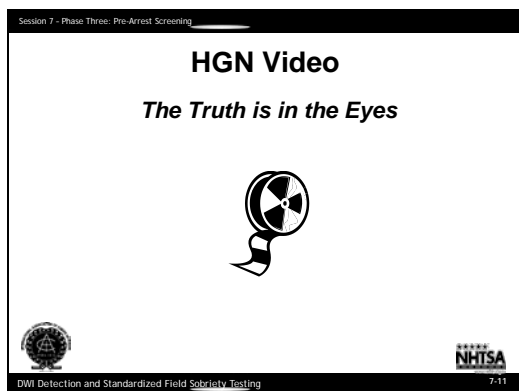 Session 7 - Phase Three: Pre-Arrest Screening
HGN Video
The Truth is in the Eyes
NHTSA
DWI Detection and Standardized Field Sobriety Testing
7-11